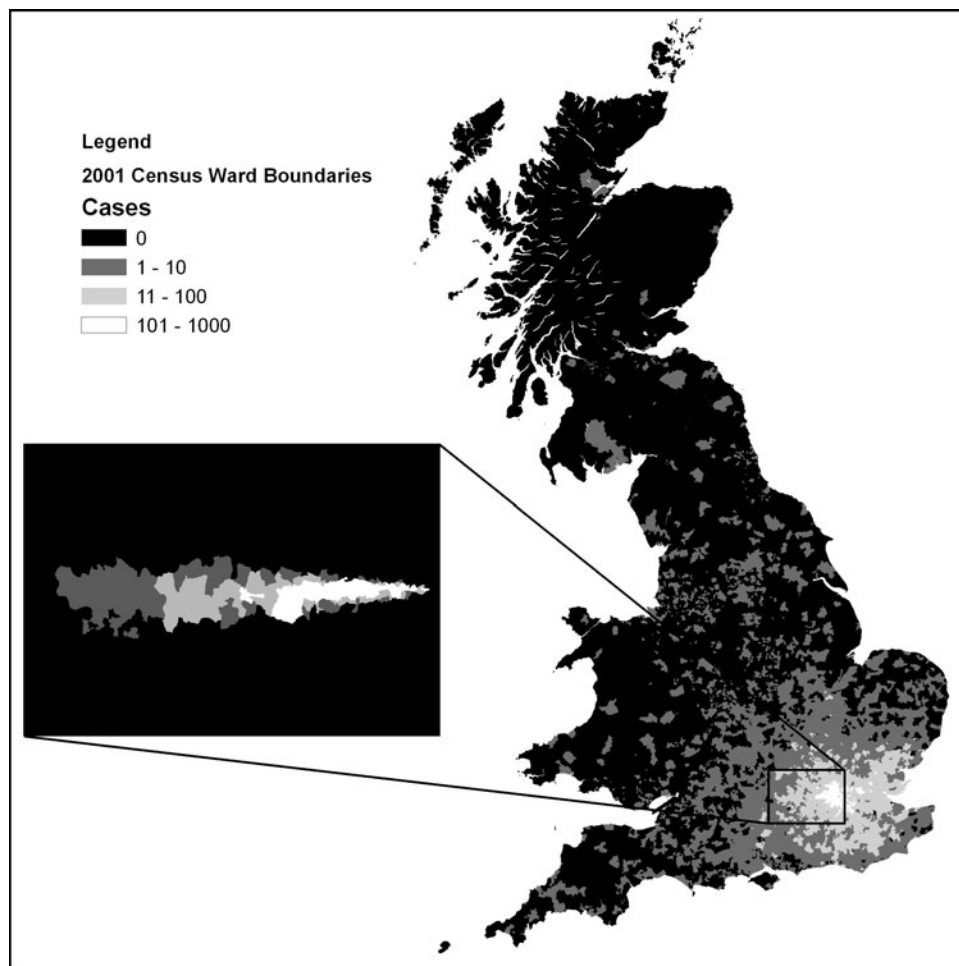 Legend
2001 Census Ward Boundaries
Cases
0
1 - 10
11 - 100
101 - 1000